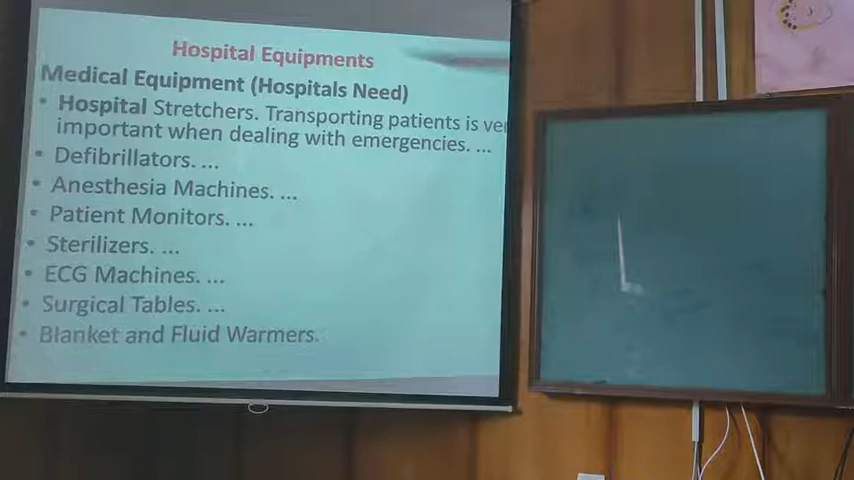 Hospital Equipments
Medical Equipment (Hospitals Need)
• Hospital Stretchers. Transporting patients is
important when dealing with emergencies. ...
• Defibrillators. ...
• Anesthesia Machines. ...
• Patient Monitors. ...
• Sterilizers. ...
• ECG Machines. ...
• Surgical Tables. ...
• Blanket and Fluid Warmers.